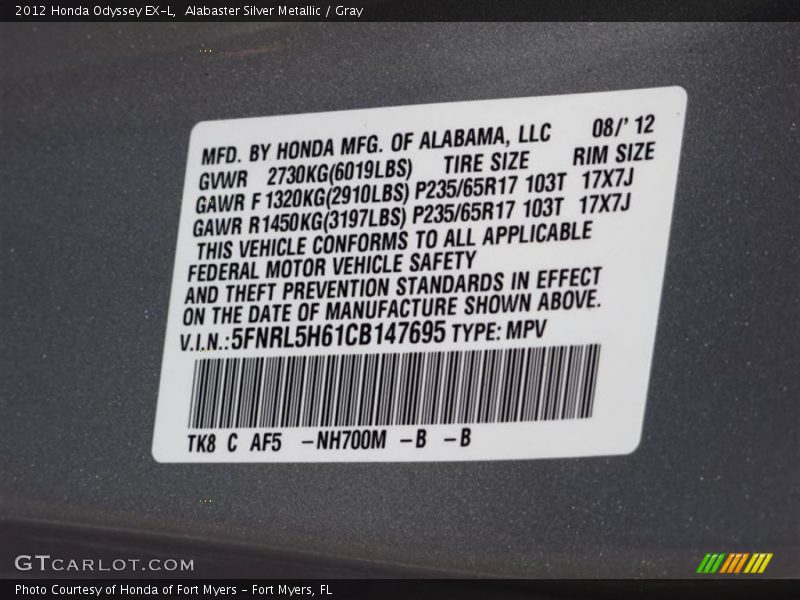 2012 Honda Odyssey EX-L,  Alabaster Silver Metallic / Gray
MFD. BY HONDA MFG. OF ALABAMA, LLC 08/' 12
GVWR 2730KG(6019LBS) TIRE SIZE RIM SIZE
GAWR F 1320KG(2910LBS) P235/65R17 103T 17X7J
GAWR R1450KG(3197LBS) P235/65R17 103T 17X7J
THIS VEHICLE CONFORMS TO ALL APPLICABLE
FEDERAL MOTOR VEHICLE SAFETY
AND THEFT PREVENTION STANDARDS IN EFFECT
ON THE DATE OF MANUFACTURE SHOWN ABOVE.
V.I.N.:5FNRL5H61CB147695 TYPE: MPV
TK8 C AF5 –NH700M –B –B
GTCARLOT.COM
Photo Courtesy of Honda of Fort Myers – Fort Myers, FL